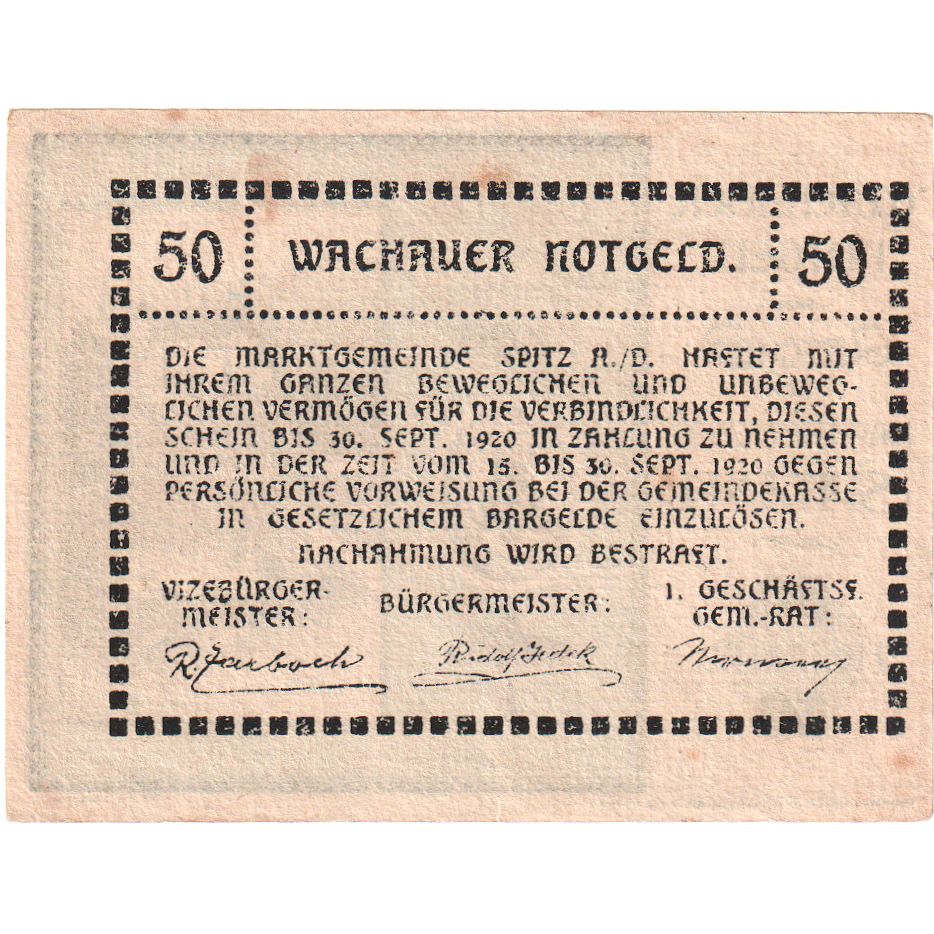 50 WACHAUER NOTGELD. 50
DIE MARKTGEMEINDE SPITZ A./D. HAFTET MIT
IHREM GANZEN BEWEGLICHEN UND UNBEWEG-
LICHEN VERMÖGEN FÜR DIE VERBINDLICHKEIT, DIESEN
SCHEIN BIS 30. SEPT. 1920 IN ZAHLUNG ZU NEHMEN
UND IN DER ZEIT VOM 15. BIS 30. SEPT. 1920 GEGEN
PERSÖNLICHE VORWEISUNG BEI DER GEMEINDEKASSE
IN GESETZLICHEM BARGELDE EINZULÖSEN.
NACHAHMUNG WIRD BESTRAFT.
VIZEBÜRGER-
MEISTER:
BÜRGERMEISTER:
1. GESCHÄFTSF.
GEM.-RAT:
Rudolf